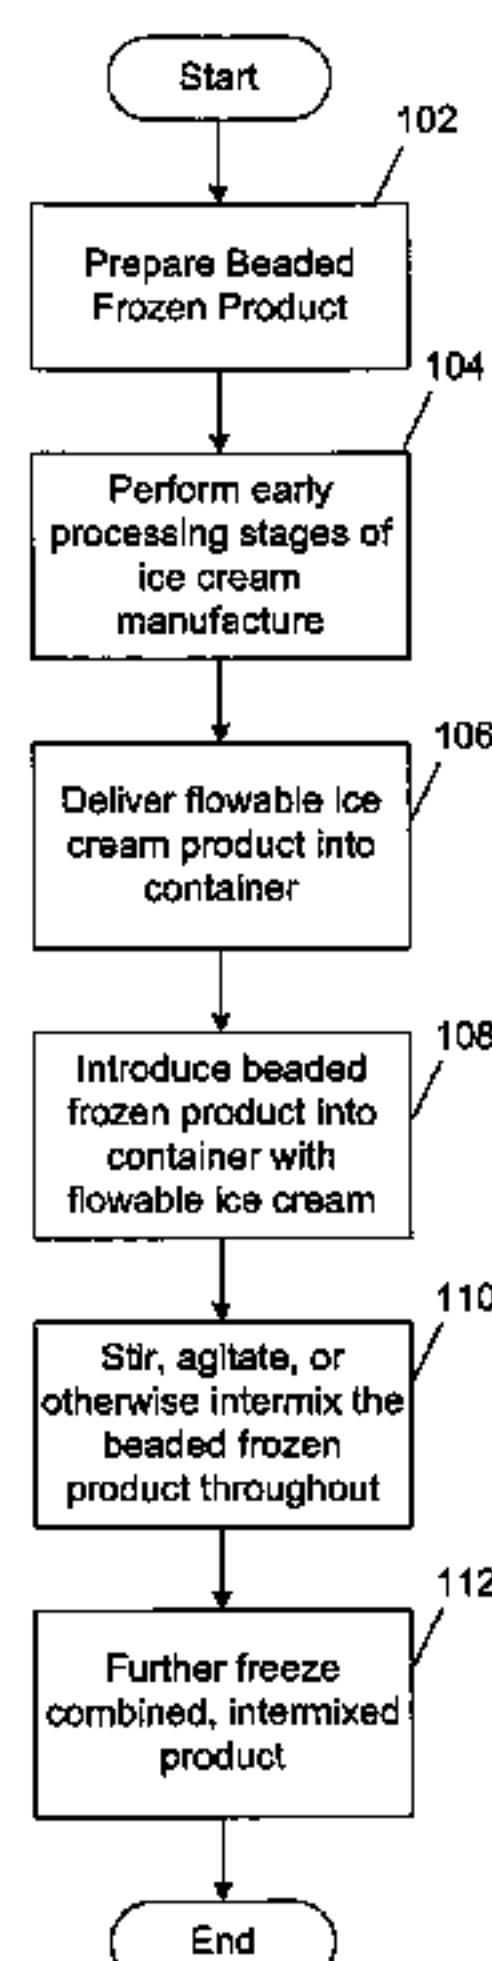 Start
102
Prepare Beaded
Frozen Product
104
Perform early
processing stages of
ice cream
manufacture
106
Deliver flowable ice
cream product into
container
108
Introduce beaded
frozen product into
container with
flowable ice cream
110
Stir, agitate, or
otherwise intermix the
beaded frozen
product throughout
112
Further freeze
combined, intermixed
product
End